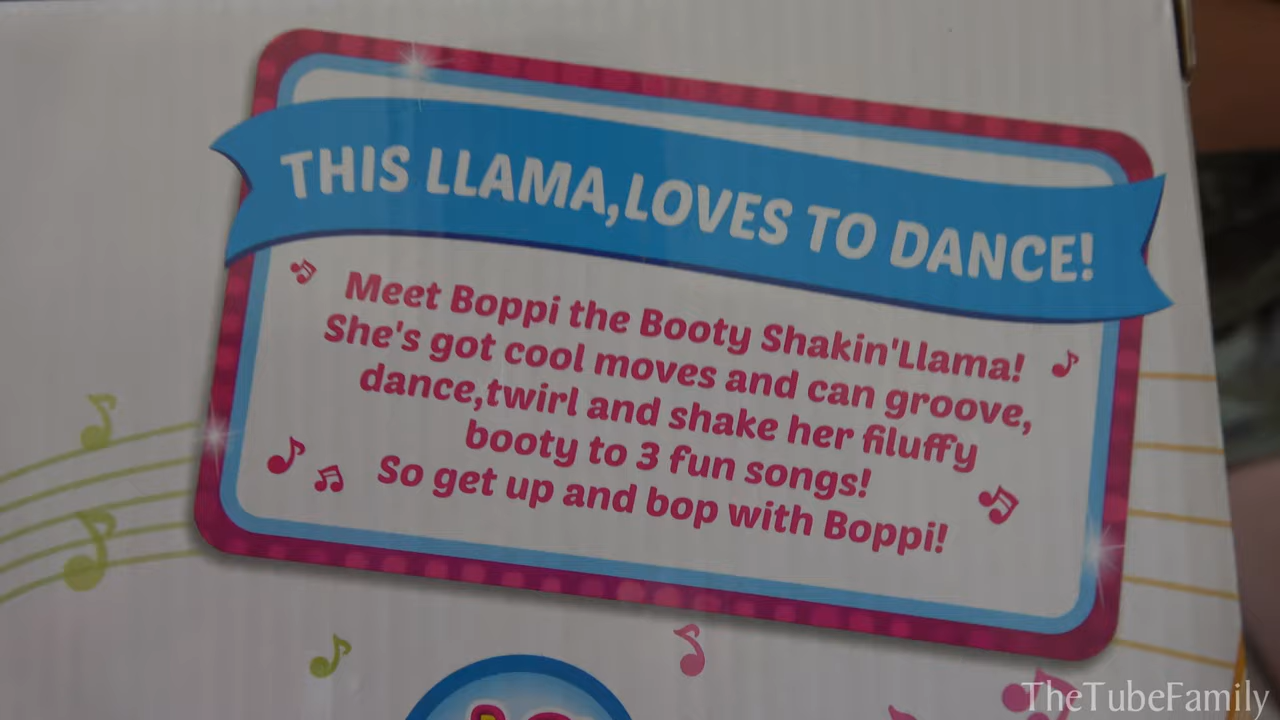 THIS LLAMA,LOVES TO DANCE!
Meet Boppi the Booty Shakin'Llama!
She's got cool moves and can groove,
dance,twirl and shake her filuffy
booty to 3 fun songs!
So get up and bop with Boppi!
TheTubeFamily